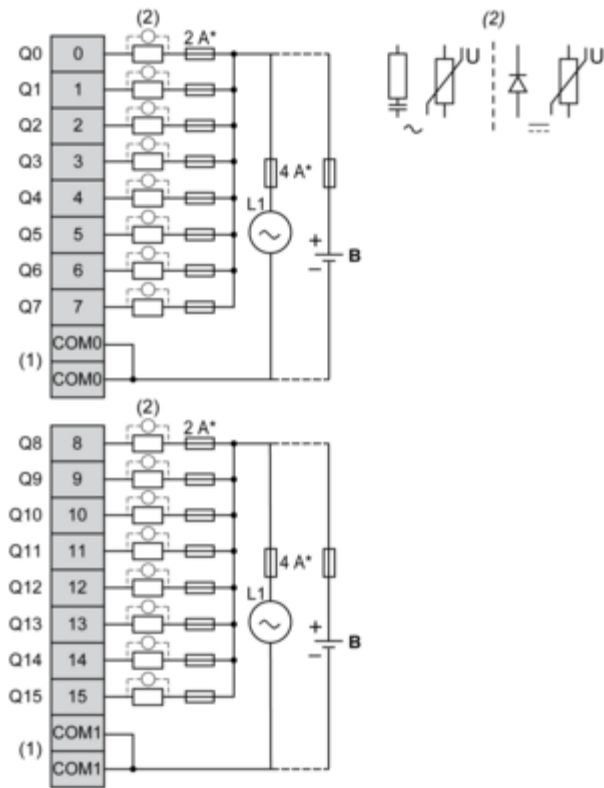 (2) (2)
Q0 0 2 A* U U
Q1 1
Q2 2
Q3 3 4 A*
Q4 4 L1
Q5 5 +
Q6 6 – B
Q7 7
COM0
(1)
COM0
(2)
Q8 8 2 A*
Q9 9
Q10 10
Q11 11 4 A*
Q12 12 L1
Q13 13 +
Q14 14 – B
Q15 15
COM1
(1)
COM1